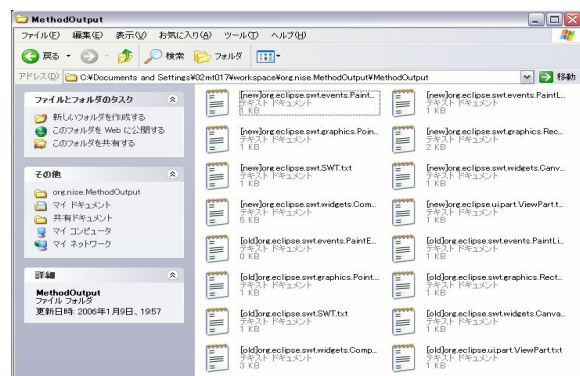 MethodOutput
ファイル(F) 編集(E) 表示(V) お気に入り(A) ツール(T) ヘルプ(H)
戻る 検索 フォルダ
アドレス(D) C:¥Documents and Settings¥02mt017¥workspace¥org.nise.MethodOutput¥MethodOutput 移動
ファイルとフォルダのタスク
新しいフォルダを作成する
このフォルダを Web に公開する
このフォルダを共有する
その他
org.nise.MethodOutput
マイ ドキュメント
共有ドキュメント
マイ コンピュータ
マイ ネットワーク
詳細
MethodOutput
ファイル フォルダ
更新日時: 2006年1月9日、19:57
[new]org.eclipse.swt.events.Paint...
テキスト ドキュメント
1 KB
[new]org.eclipse.swt.events.PaintL...
テキスト ドキュメント
1 KB
[new]org.eclipse.swt.graphics.Poin...
テキスト ドキュメント
1 KB
[new]org.eclipse.swt.graphics.Rec...
テキスト ドキュメント
2 KB
[new]org.eclipse.swt.SWT.txt
テキスト ドキュメント
1 KB
[new]org.eclipse.swt.widgets.Canv...
テキスト ドキュメント
1 KB
[new]org.eclipse.swt.widgets.Com...
テキスト ドキュメント
5 KB
[new]org.eclipse.ui.part.ViewPart.t...
テキスト ドキュメント
1 KB
[old]org.eclipse.swt.events.PaintE...
テキスト ドキュメント
0 KB
[old]org.eclipse.swt.events.PaintLi...
テキスト ドキュメント
1 KB
[old]org.eclipse.swt.graphics.Point...
テキスト ドキュメント
1 KB
[old]org.eclipse.swt.graphics.Rect...
テキスト ドキュメント
1 KB
[old]org.eclipse.swt.SWT.txt
テキスト ドキュメント
1 KB
[old]org.eclipse.swt.widgets.Canva...
テキスト ドキュメント
1 KB
[old]org.eclipse.swt.widgets.Comp...
テキスト ドキュメント
3 KB
[old]org.eclipse.ui.part.ViewPart.txt
テキスト ドキュメント
1 KB